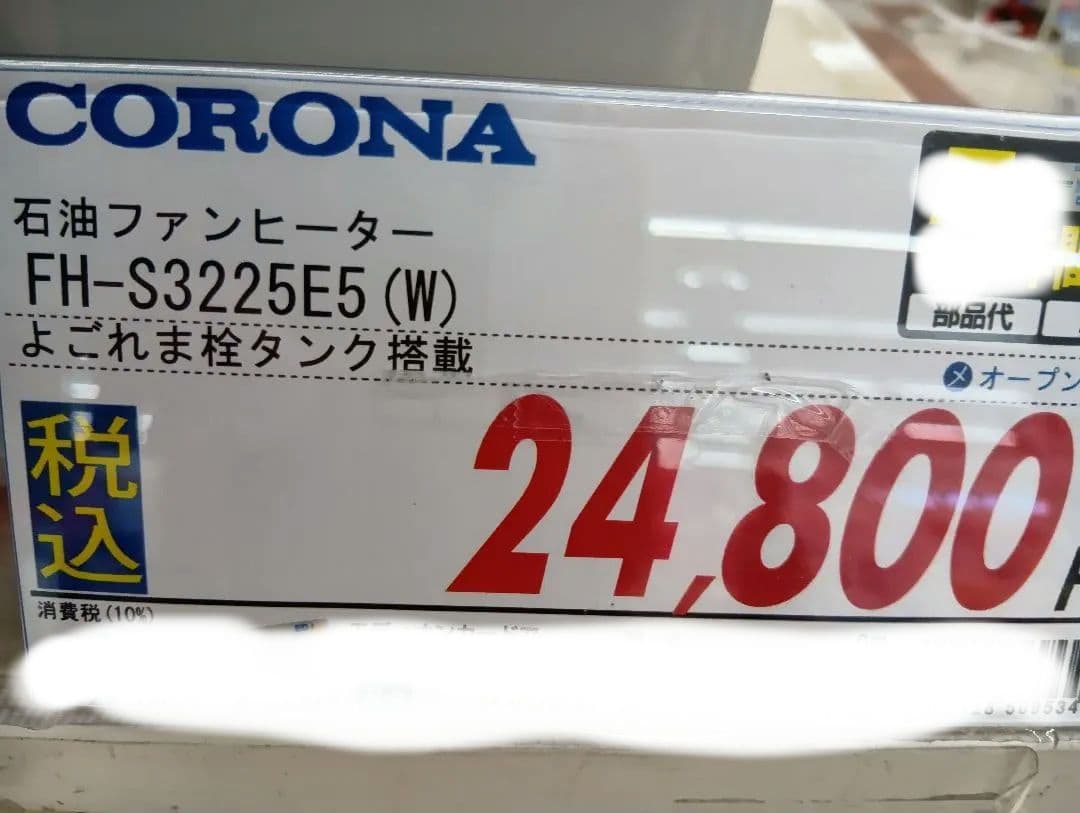 CORONA
石油ファンヒーター
FH-S3225E5(W)
よごれま栓タンク搭載
部品代
メ オープン
税込
24,800
消費税(10%)